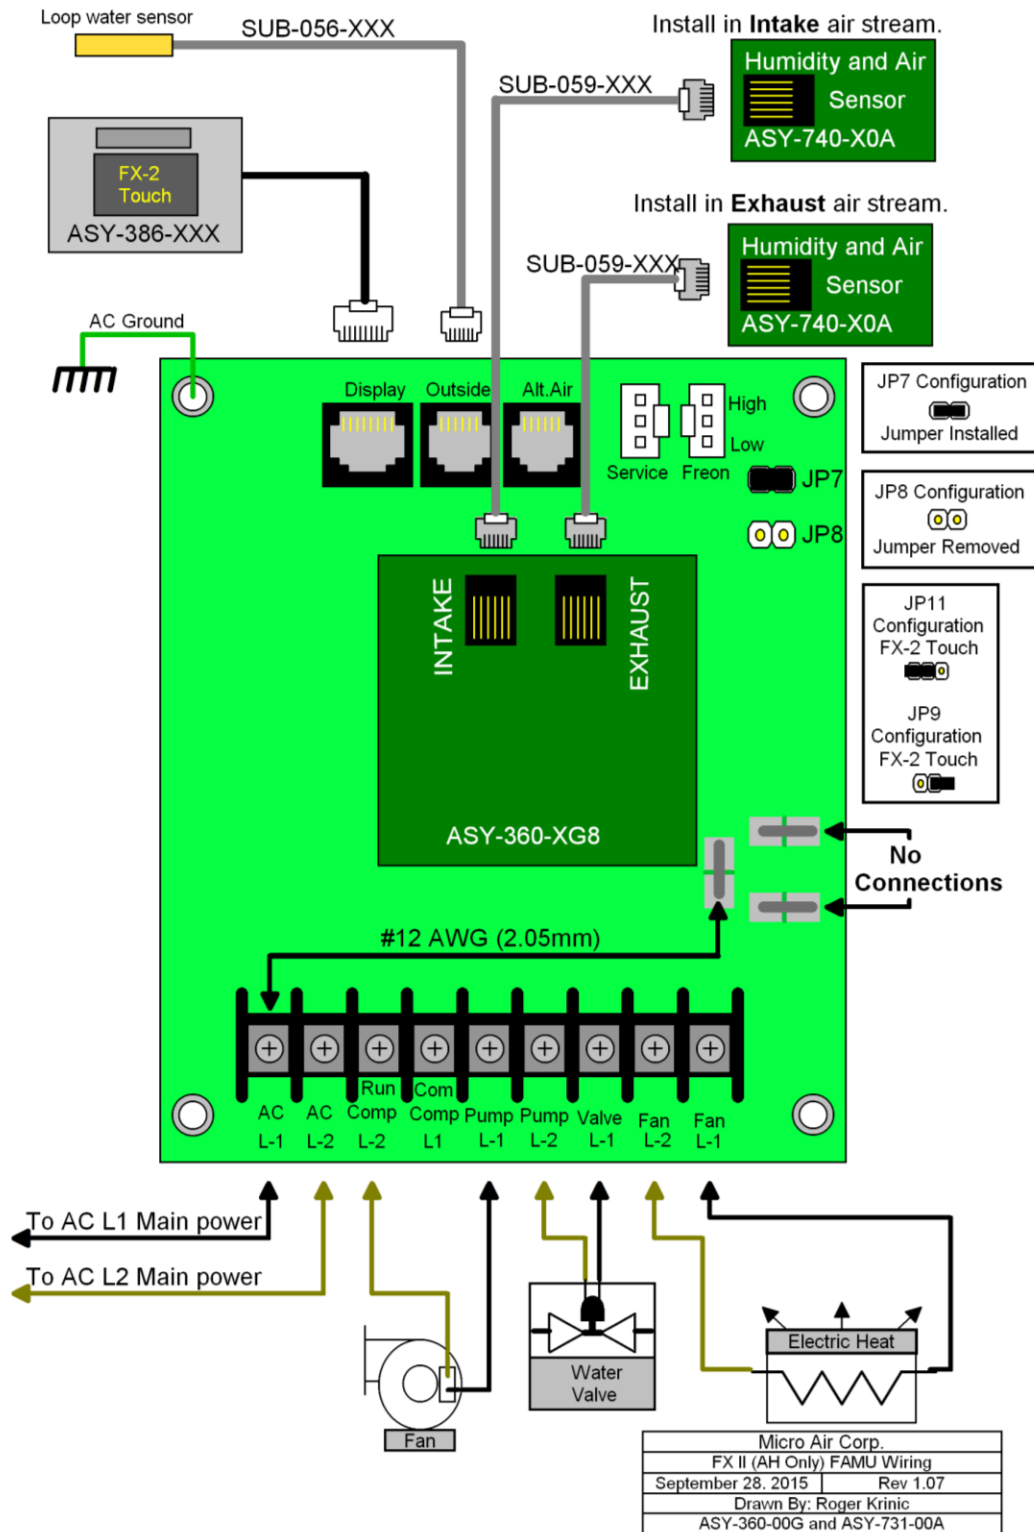 Loop water sensor
SUB-056-XXX
Install in Intake air stream.
SUB-059-XXX
Humidity and Air
Sensor
ASY-740-X0A
FX-2
Touch
ASY-386-XXX
Install in Exhaust air stream.
SUB-059-XXX
Humidity and Air
Sensor
ASY-740-X0A
AC Ground
Display
Outside
Alt.Air
High
Low
Service
Freon
JP7
JP8
JP7 Configuration
Jumper Installed
JP8 Configuration
Jumper Removed
JP11
Configuration
FX-2 Touch
JP9
Configuration
FX-2 Touch
INTAKE
EXHAUST
ASY-360-XG8
No
Connections
#12 AWG (2.05mm)
AC
L-1
AC
L-2
Run
Comp
L-2
Com
Comp
L1
Pump
L-1
Pump
L-2
Valve
L-1
Fan
L-2
Fan
L-1
To AC L1 Main power
To AC L2 Main power
Fan
Water
Valve
Electric Heat
Micro Air Corp.
FX II (AH Only) FAMU Wiring
September 28. 2015 Rev 1.07
Drawn By: Roger Krinic
ASY-360-00G and ASY-731-00A